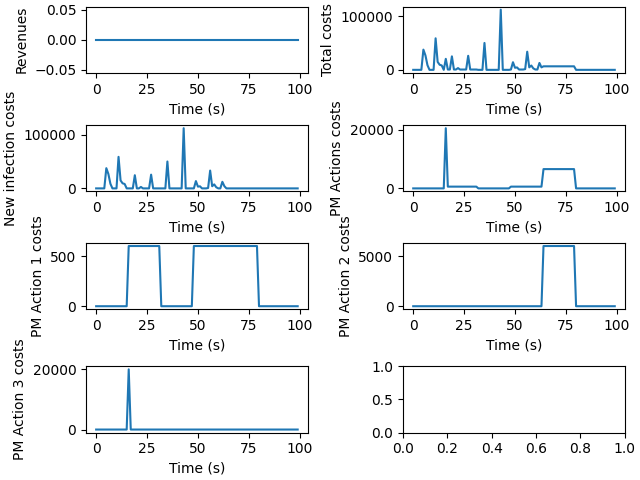 Revenues
0.05
0.00
−0.05
0 25 50 75 100
Time (s)
Total costs
100000
0
0 25 50 75 100
Time (s)
New infection costs
100000
0
0 25 50 75 100
Time (s)
PM Actions costs
20000
0
0 25 50 75 100
Time (s)
PM Action 1 costs
500
0
0 25 50 75 100
Time (s)
PM Action 2 costs
5000
0
0 25 50 75 100
Time (s)
PM Action 3 costs
20000
0
0 25 50 75 100
Time (s)
1.0
0.5
0.0
0.0 0.2 0.4 0.6 0.8 1.0